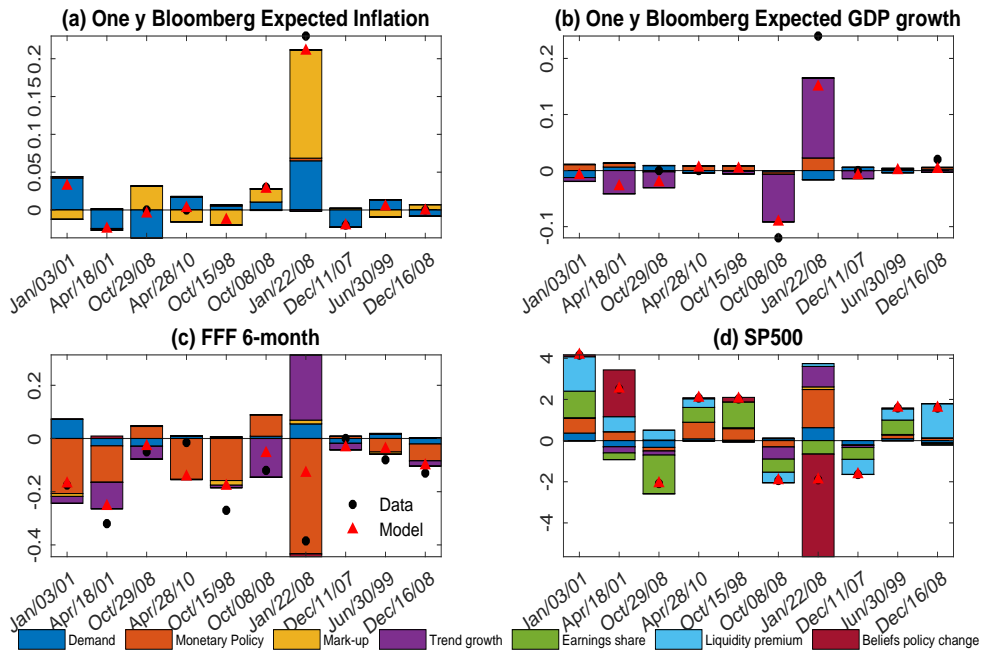 (a) One y Bloomberg Expected Inflation
0.2
0.15
0.1
0.05
0
Jan/03/01
Apr/18/01
Oct/29/08
Apr/28/10
Oct/15/98
Oct/08/08
Jan/22/08
Dec/11/07
Jun/30/99
Dec/16/08
(b) One y Bloomberg Expected GDP growth
0.2
0.1
0
-0.1
Jan/03/01
Apr/18/01
Oct/29/08
Apr/28/10
Oct/15/98
Oct/08/08
Jan/22/08
Dec/11/07
Jun/30/99
Dec/16/08
(c) FFF 6-month
0.2
0
-0.2
-0.4
Data
Model
Jan/03/01
Apr/18/01
Oct/29/08
Apr/28/10
Oct/15/98
Oct/08/08
Jan/22/08
Dec/11/07
Jun/30/99
Dec/16/08
(d) SP500
4
2
0
-2
-4
Jan/03/01
Apr/18/01
Oct/29/08
Apr/28/10
Oct/15/98
Oct/08/08
Jan/22/08
Dec/11/07
Jun/30/99
Dec/16/08
Demand Monetary Policy Mark-up Trend growth Earnings share Liquidity premium Beliefs policy change